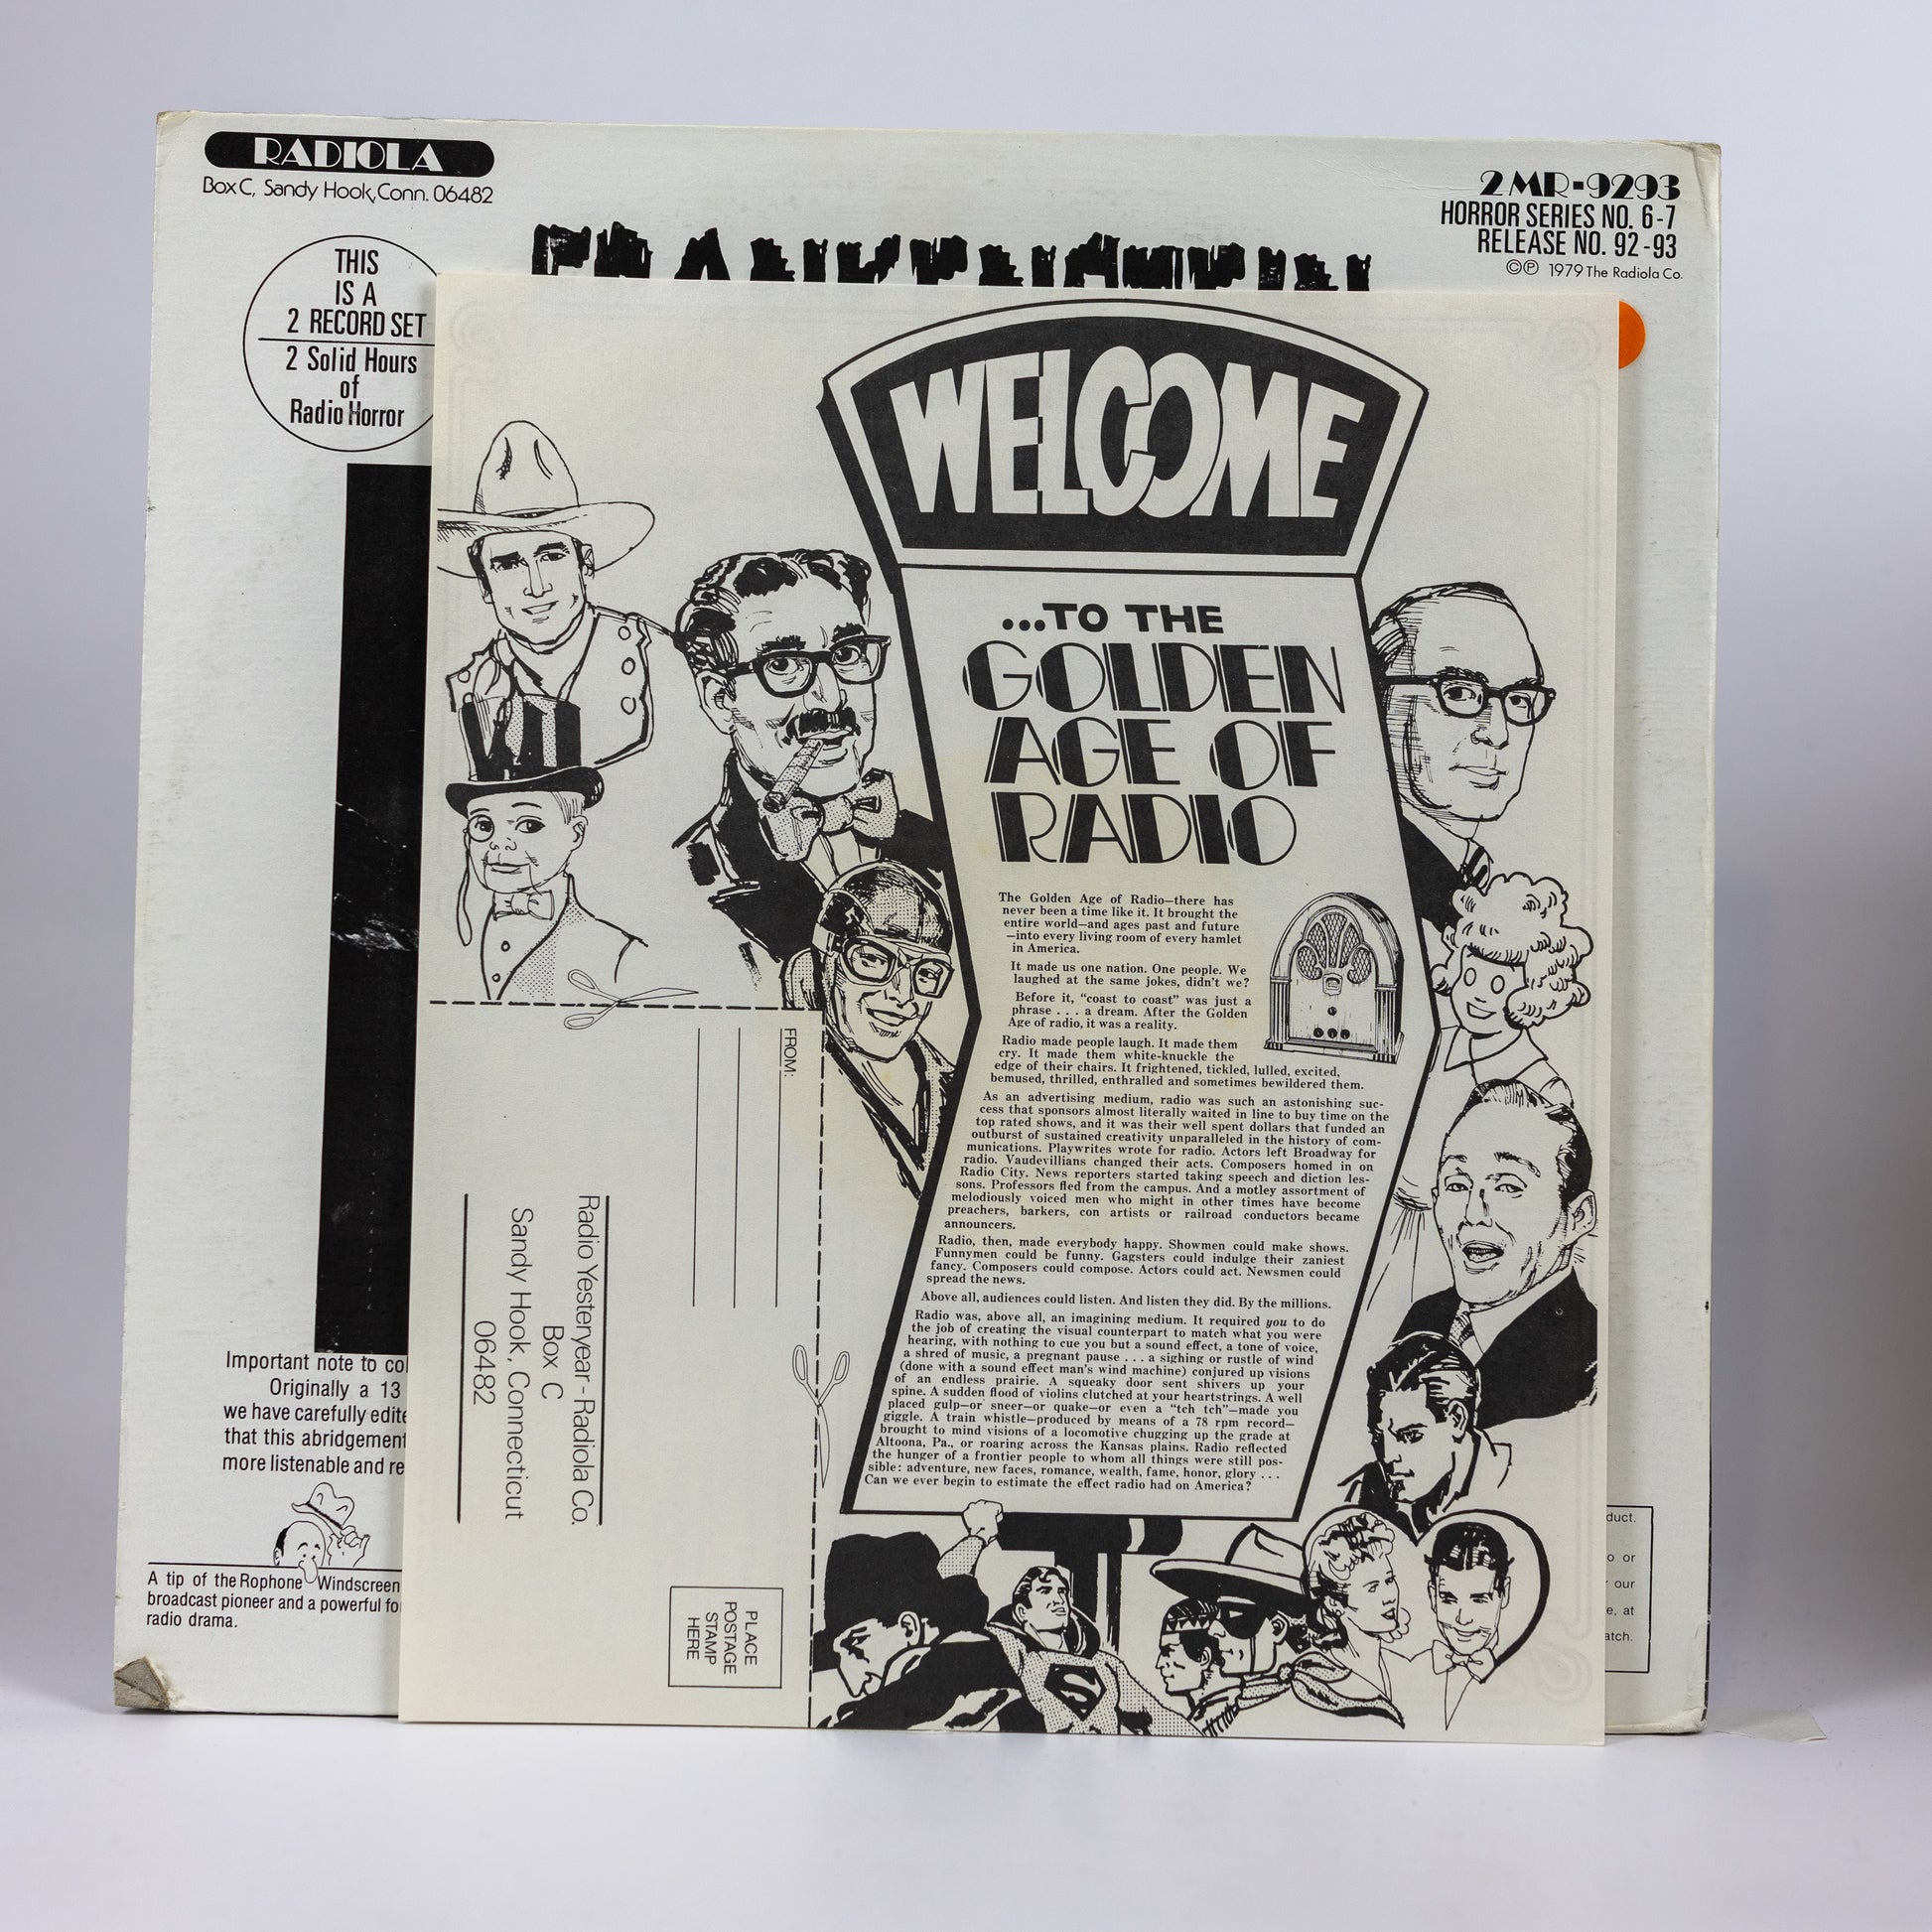 RADIOLA
Box C, Sandy Hook, Conn. 06482
2 MR-9293
HORROR SERIES NO. 6-7
RELEASE NO. 92-93
©℗ 1979 The Radiola Co.
THIS
IS A
2 RECORD SET
2 Solid Hours
of
Radio Horror
WELCOME
...TO THE
GOLDEN
AGE OF
RADIO
The Golden Age of Radio—there has
never been a time like it. It brought the
entire world—and ages past and future
—into every living room of every hamlet
in America.
It made us one nation. One people. We
laughed at the same jokes, didn't we?
Before it, "coast to coast" was just a
phrase . . . a dream. After the Golden
Age of radio, it was a reality.
Radio made people laugh. It made them
cry. It made them white-knuckle the
edge of their chairs. It frightened, tickled, lulled, excited,
bemused, thrilled, enthralled and sometimes bewildered them.
As an advertising medium, radio was such an astonishing suc-
cess that sponsors almost literally waited in line to buy time on the
top rated shows, and it was their well spent dollars that funded an
outburst of sustained creativity unparalleled in the history of com-
munications. Playwrites wrote for radio. Actors left Broadway for
radio. Vaudevillians changed their acts. Composers homed in on
Radio City. News reporters started taking speech and diction les-
sons. Professors fled from the campus. And a motley assortment of
melodiously voiced men who might in other times have become
preachers, barkers, con artists or railroad conductors became
announcers.
Radio, then, made everybody happy. Showmen could make shows.
Funnymen could be funny. Gagsters could indulge their zaniest
fancy. Composers could compose. Actors could act. Newsmen could
spread the news.
Above all, audiences could listen. And listen they did. By the millions.
Radio was, above all, an imagining medium. It required you to do
the job of creating the visual counterpart to match what you were
hearing, with nothing to cue you but a sound effect, a tone of voice,
a shred of music, a pregnant pause . . . a sighing or rustle of wind
(done with a sound effect man's wind machine) conjured up visions
of an endless prairie. A squeaky door sent shivers up your
spine. A sudden flood of violins clutched at your heartstrings. A well
placed gulp—or sneer—or quake—or even a "tch tch"—made you
giggle. A train whistle—produced by means of a 78 rpm record—
brought to mind visions of a locomotive chugging up the grade at
Altoona, Pa., or roaring across the Kansas plains. Radio reflected
the hunger of a frontier people to whom all things were still pos-
sible: adventure, new faces, romance, wealth, fame, honor, glory . . .
Can we ever begin to estimate the effect radio had on America?
FROM:
Radio Yesteryear-Radiola Co.
Box C
Sandy Hook, Connecticut
06482
PLACE
POSTAGE
STAMP
HERE
S
Important note to
Originally a 13
we have carefully
that this abridgement
more listenable and
A tip of the Rophone Windscreen
broadcast pioneer and a powerful
radio drama.
or
our
at